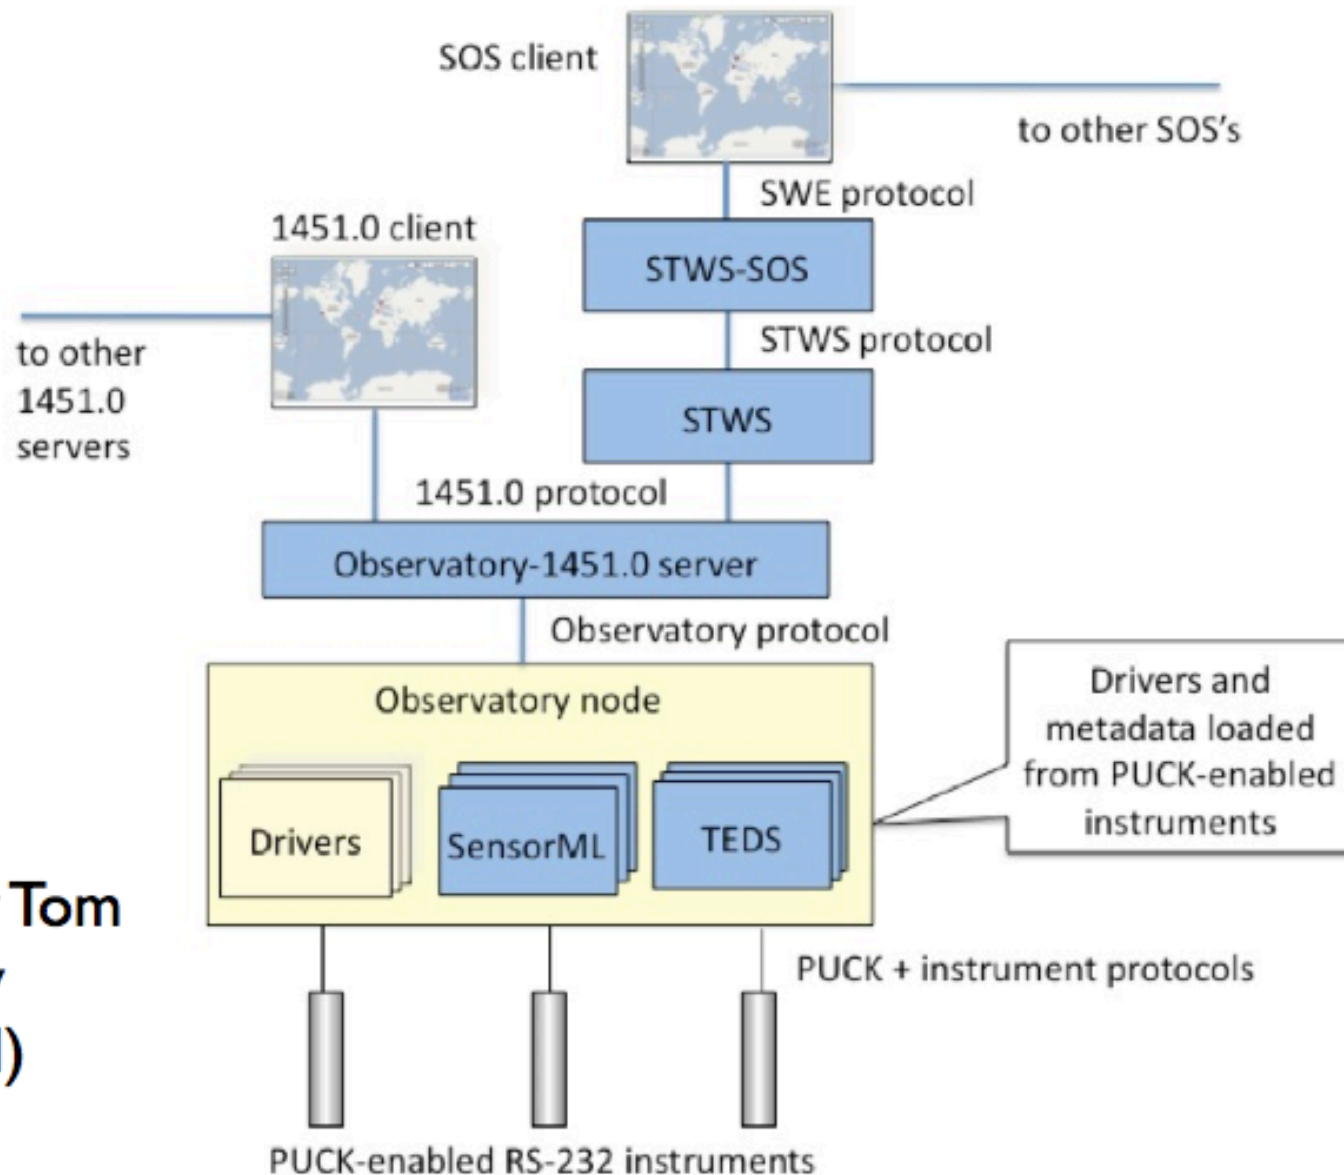 SOS client
to other SOS's
SWE protocol
1451.0 client
STWS-SOS
to other
1451.0
servers
STWS protocol
STWS
1451.0 protocol
Observatory-1451.0 server
Observatory protocol
Observatory node
Drivers
SensorML
TEDS
Drivers and
metadata loaded
from PUCK-enabled
instruments
Tom
PUCK + instrument protocols
PUCK-enabled RS-232 instruments